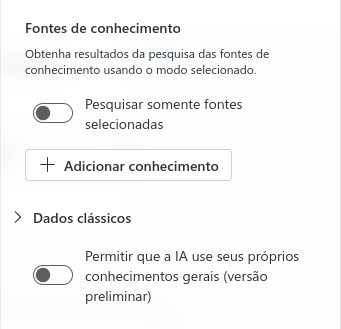 Fontes de conhecimento
Obtenha resultados da pesquisa das fontes de
conhecimento usando o modo selecionado.
Pesquisar somente fontes
selecionadas
Adicionar conhecimento
Dados clássicos
Permitir que a IA use seus próprios
conhecimentos gerais (versão
preliminar)